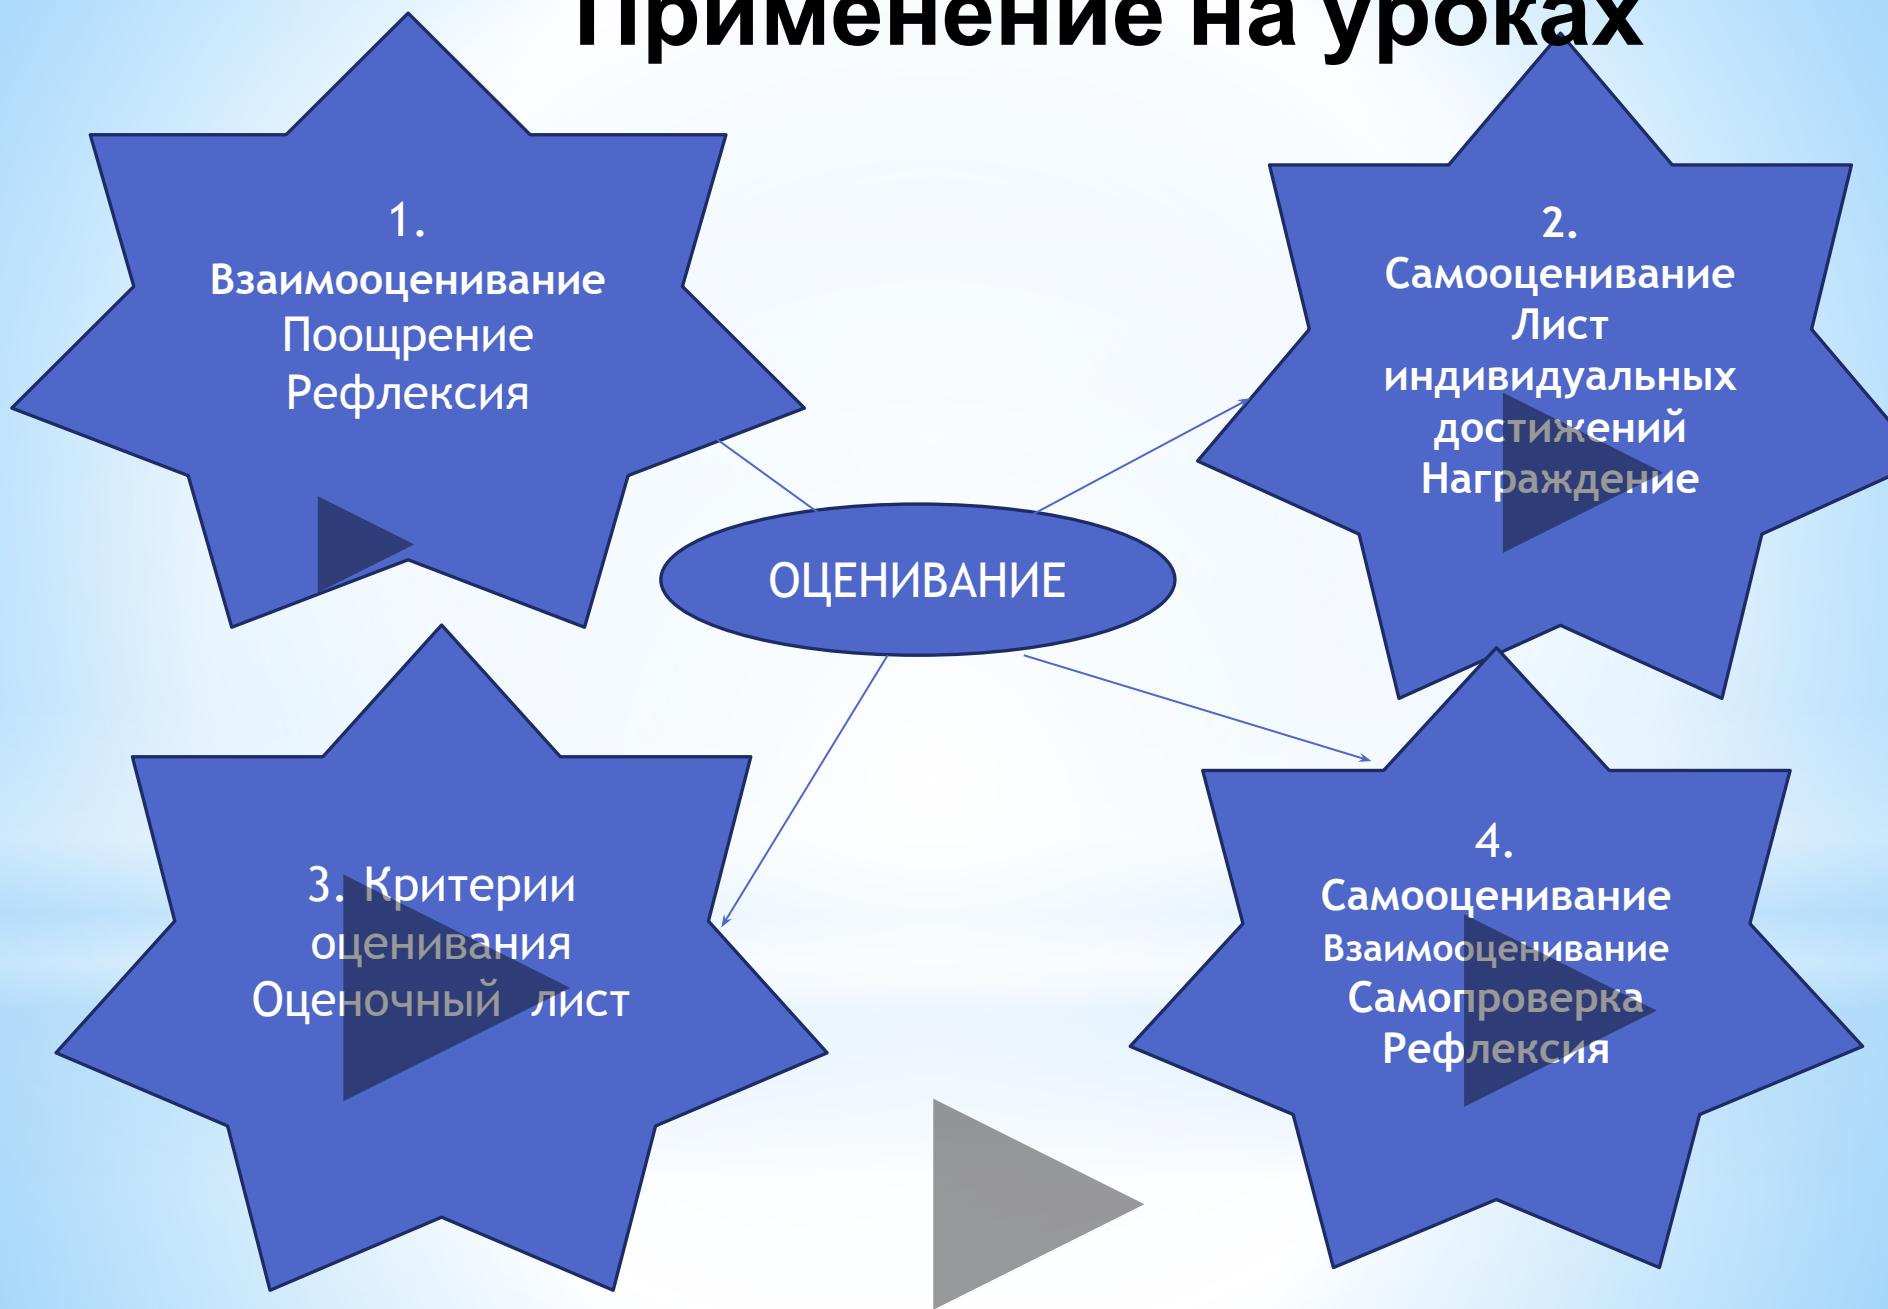 Применение на уроках
1.
Взаимооценивание
Поощрение
Рефлексия
2.
Самооценивание
Лист
индивидуальных
достижений
Награждение
ОЦЕНИВАНИЕ
3. Критерии
оценивания
Оценочный лист
4.
Самооценивание
Взаимооценивание
Самопроверка
Рефлексия